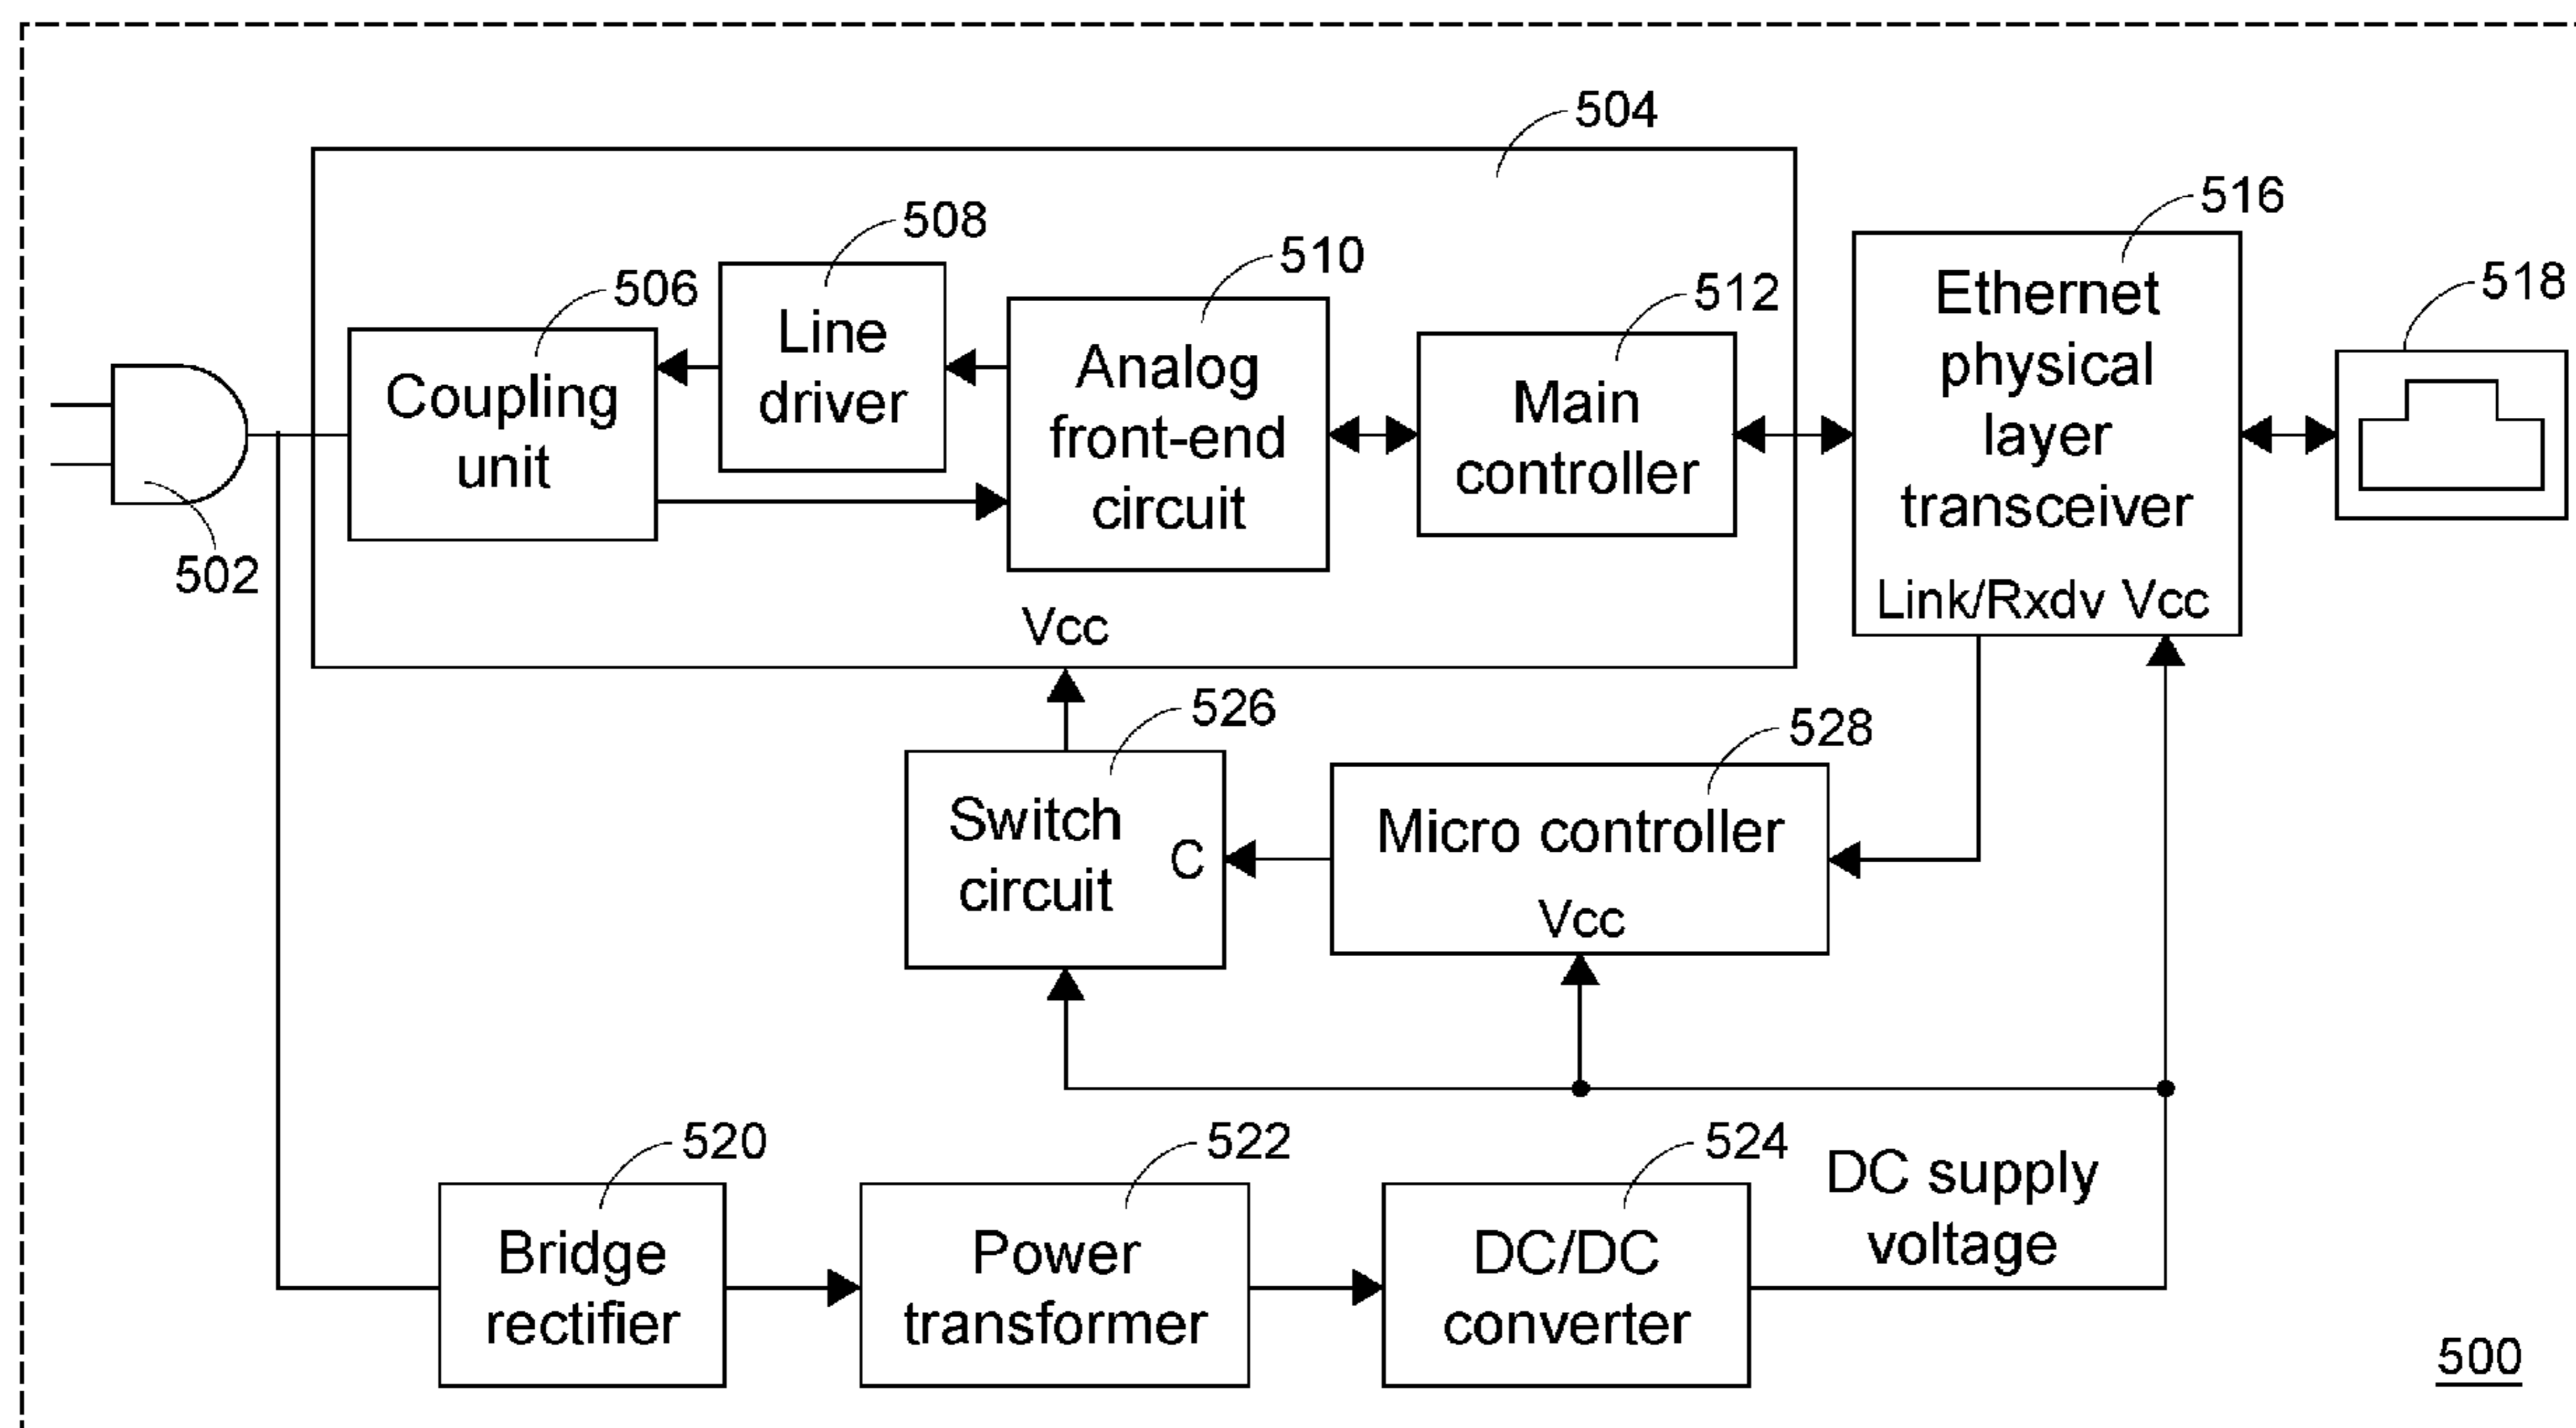 504
516
508
510
518
506
512
Ethernet
physical
layer
transceiver
Line
driver
Analog
front-end
circuit
Coupling
unit
Main
controller
502
Link/Rxdv Vcc
Vcc
526
528
Switch
circuit
C
Micro controller
Vcc
520
522
524
DC supply
voltage
Bridge
rectifier
Power
transformer
DC/DC
converter
500